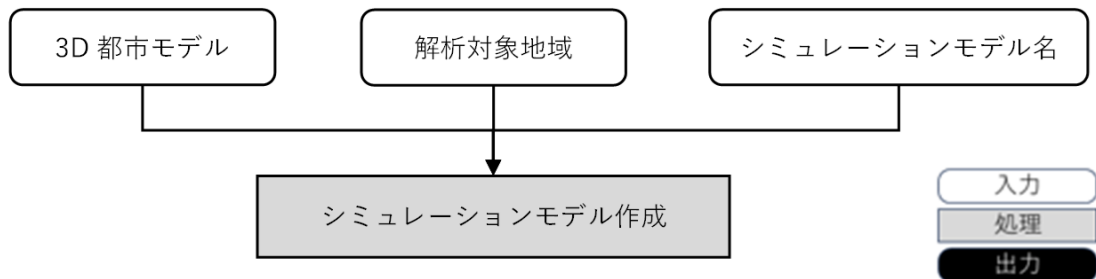 3D 都市モデル
解析対象地域
シミュレーションモデル名
シミュレーションモデル作成
入力
処理
出力